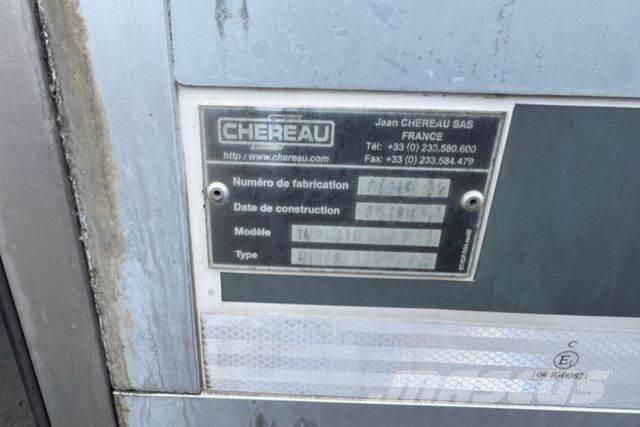 CHEREAU
http : www.chereau.com
Jean CHEREAU SAS
FRANCE
Tél: +33 (0) 233.580.600
Fax: +33 (0) 233.584.479
Numéro de fabrication
Date de construction
Modèle
Type
C
E1
104 R-00821
MASCUS